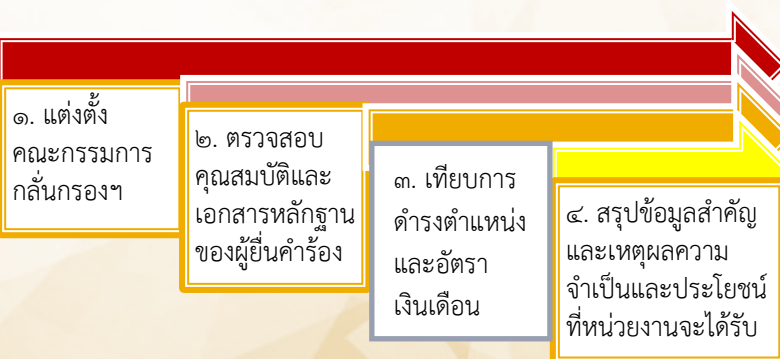 ๑. แต่งตั้ง
คณะกรรมการ
กลั่นกรองฯ
๒. ตรวจสอบ
คุณสมบัติและ
เอกสารหลักฐาน
ของผู้ยื่นคำร้อง
๓. เทียบการ
ดำรงตำแหน่ง
และอัตรา
เงินเดือน
๔. สรุปข้อมูลสำคัญ
และเหตุผลความ
จำเป็นและประโยชน์
ที่หน่วยงานจะได้รับ